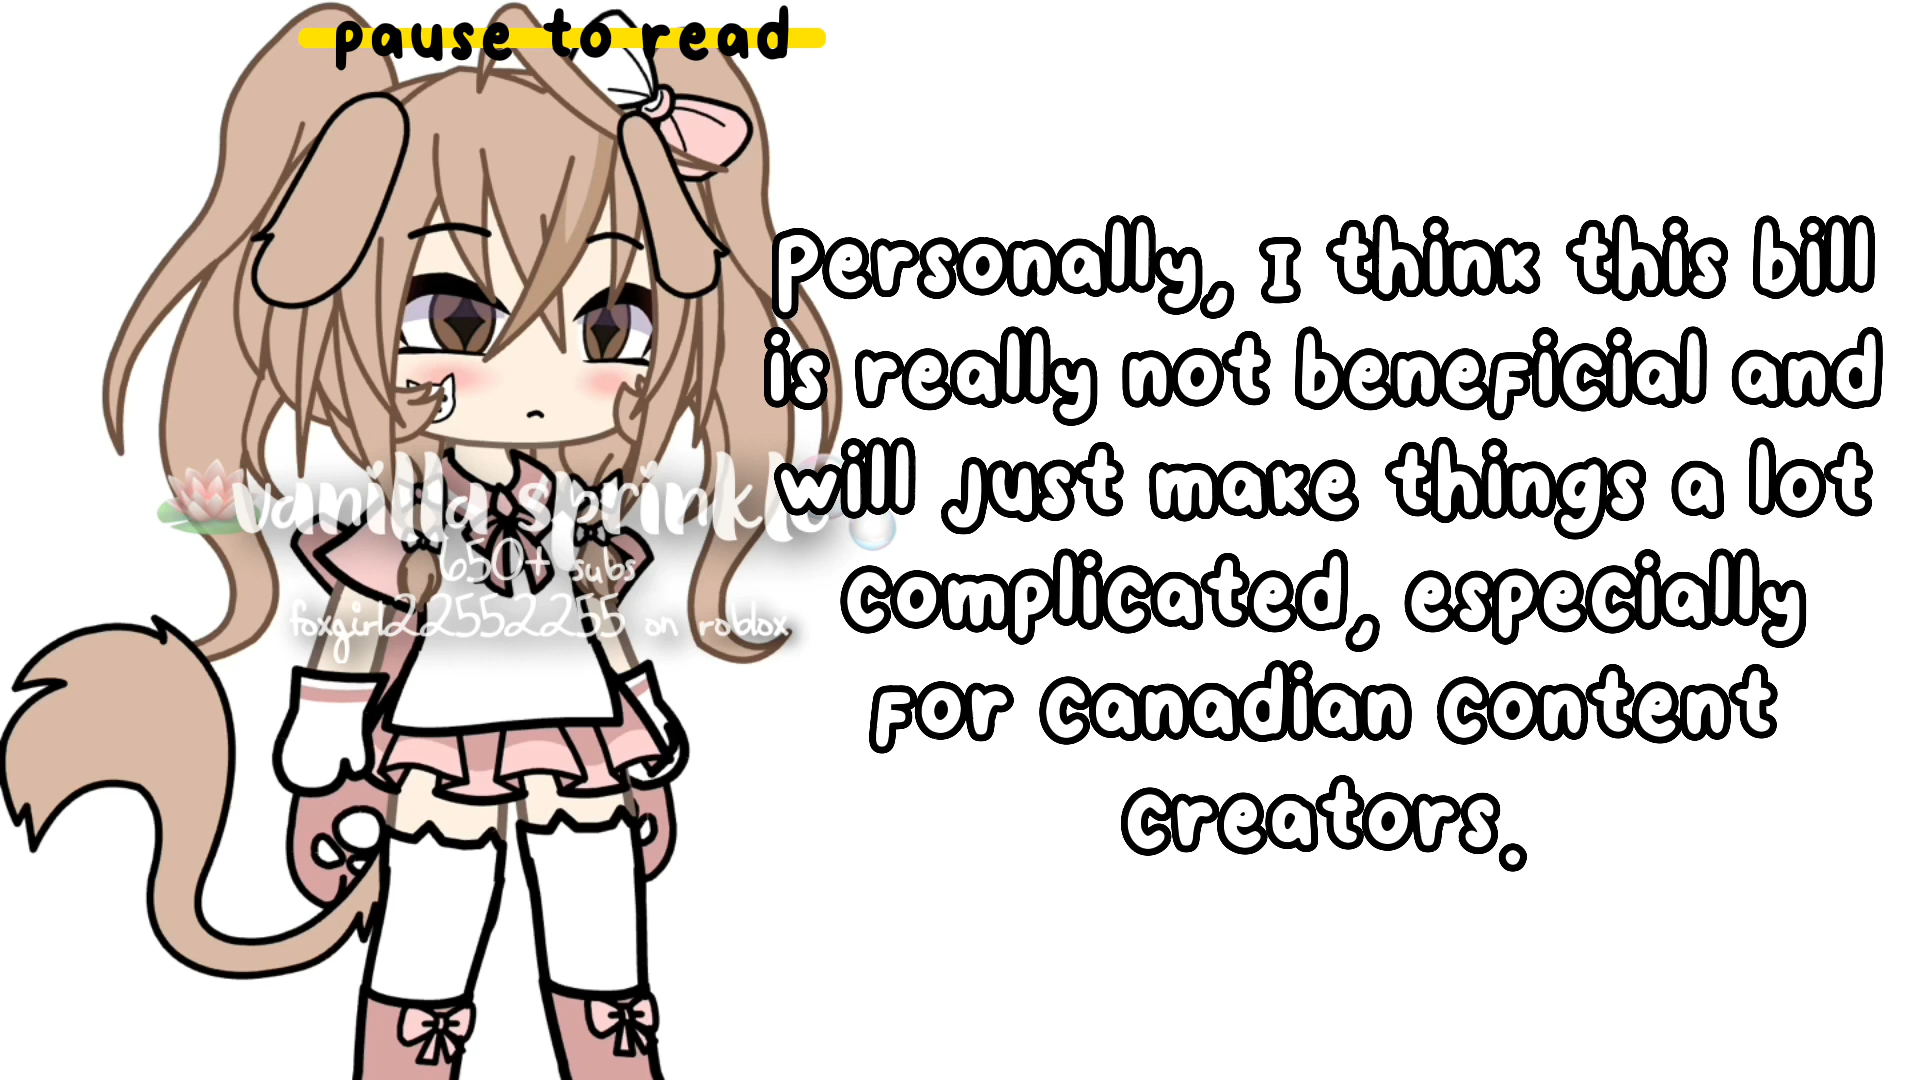 pause to read
Personally, I think this bill
is really not beneficial and
will just make things a lot
complicated, especially
for Canadian content
creators.
vanilla sprinklo
650+ subs
foxgirl22552255 on roblox